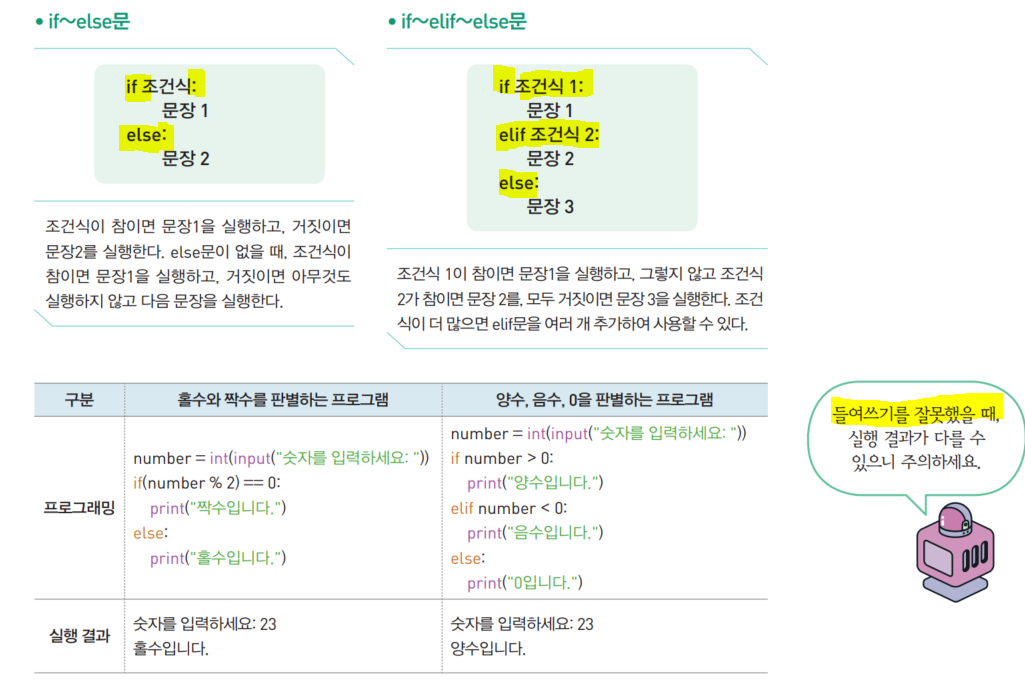 • if~else문
if 조건식:
문장 1
else:
문장 2
조건식이 참이면 문장1을 실행하고, 거짓이면
문장2를 실행한다. else문이 없을 때, 조건식이
참이면 문장1을 실행하고, 거짓이면 아무것도
실행하지 않고 다음 문장을 실행한다.
• if~elif~else문
if 조건식 1:
문장 1
elif 조건식 2:
문장 2
else:
문장 3
조건식 1이 참이면 문장1을 실행하고, 그렇지 않고 조건식
2가 참이면 문장 2를, 모두 거짓이면 문장 3을 실행한다. 조건
식이 더 많으면 elif문을 여러 개 추가하여 사용할 수 있다.
구분
홀수와 짝수를 판별하는 프로그램
양수, 음수, 0을 판별하는 프로그램
프로그래밍
number = int(input("숫자를 입력하세요: "))
if(number % 2) == 0:
print("짝수입니다.")
else:
print("홀수입니다.")
number = int(input("숫자를 입력하세요: "))
if number > 0:
print("양수입니다.")
elif number < 0:
print("음수입니다.")
else:
print("0입니다.")
실행 결과
숫자를 입력하세요: 23
홀수입니다.
숫자를 입력하세요: 23
양수입니다.
들여쓰기를 잘못했을 때,
실행 결과가 다를 수
있으니 주의하세요.